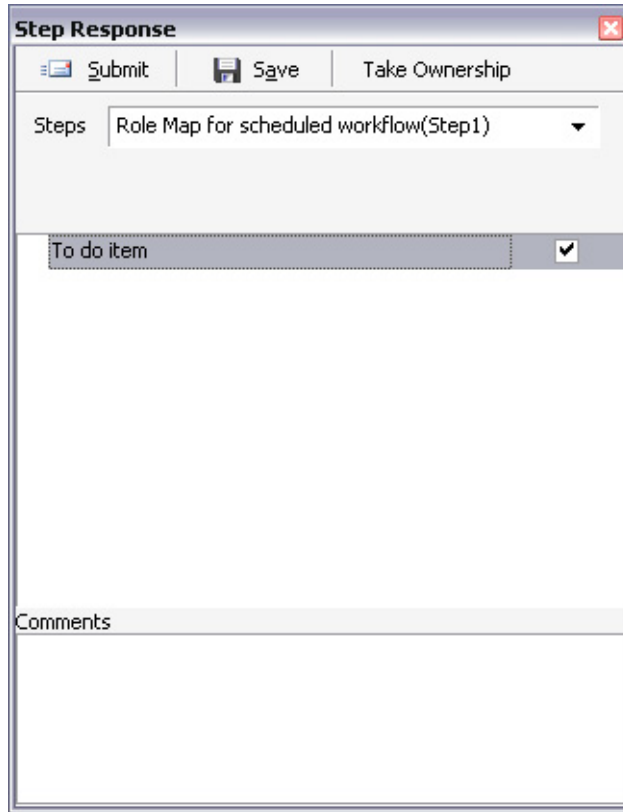 Step Response
Submit Save Take Ownership
Steps Role Map for scheduled workflow(Step1)
To do item
Comments